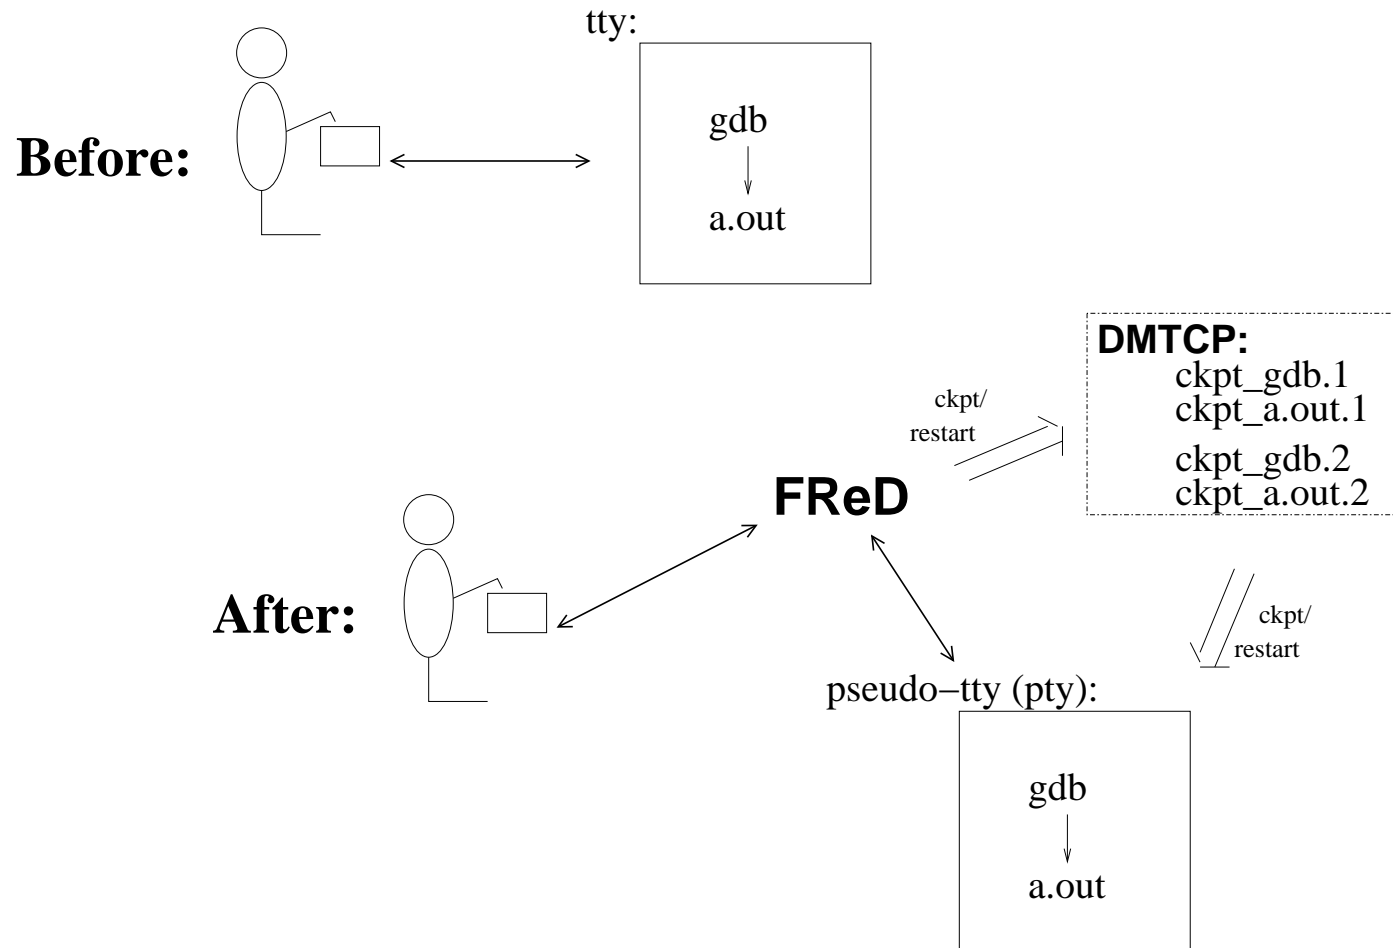 tty:
gdb
Before:
a.out
DMTCP:
ckpt_gdb.1
ckpt_a.out.1
ckpt_gdb.2
ckpt_a.out.2
ckpt/
restart
FReD
After:
ckpt/
restart
pseudo−tty (pty):
gdb
a.out